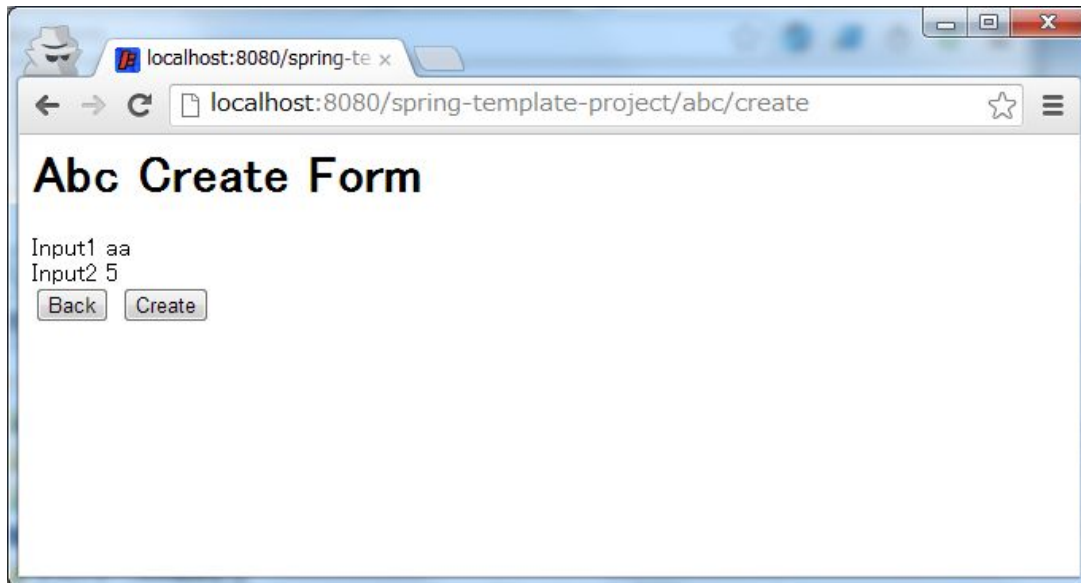 localhost:8080/spring-te
localhost:8080/spring-template-project/abc/create
Abc Create Form
Input1 aa
Input2 5
Back Create